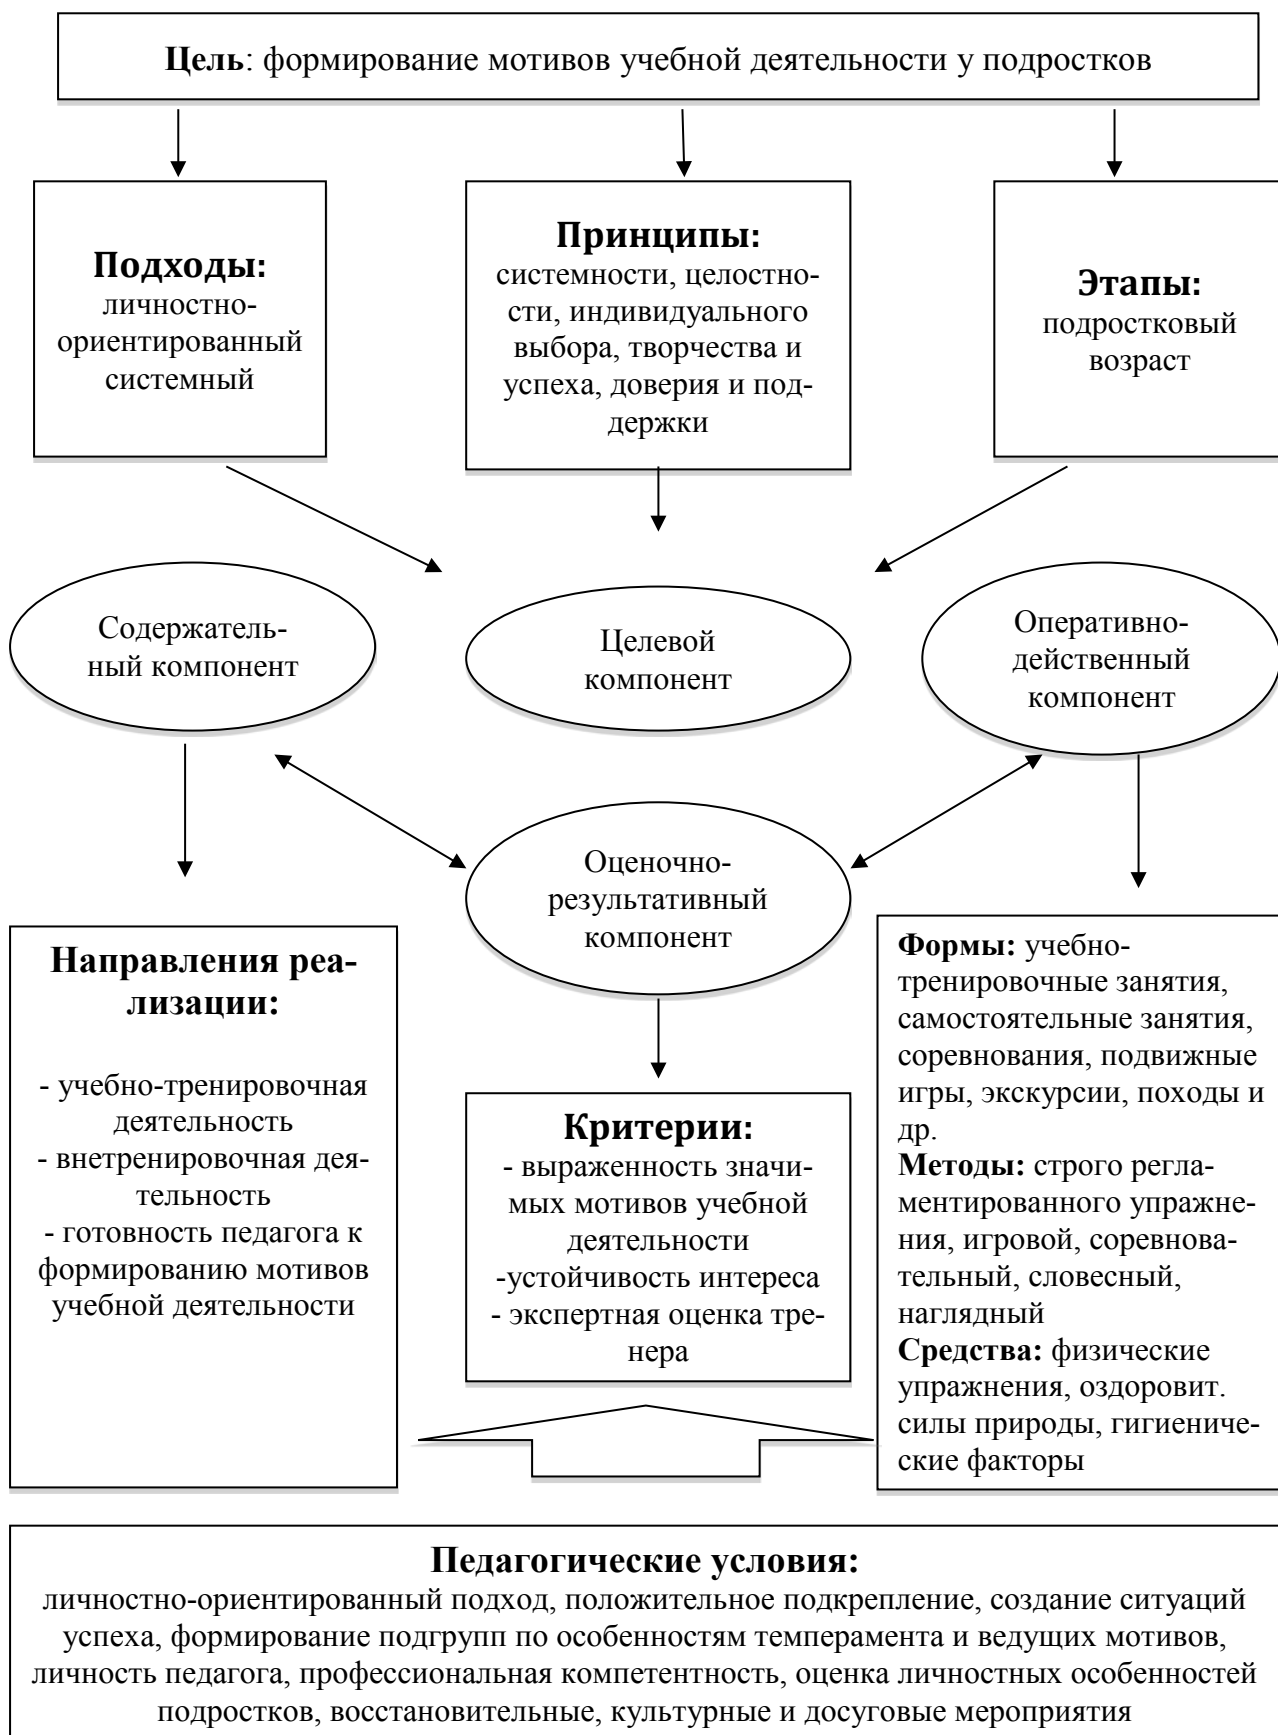 Цель: формирование мотивов учебной деятельности у подростков
Подходы:
личностно-
ориентированный
системный
Принципы:
системности, целостно-
сти, индивидуального
выбора, творчества и
успеха, доверия и под-
держки
Этапы:
подростковый
возраст
Содержатель-
ный компонент
Целевой
компонент
Оперативно-
действенный
компонент
Оценочно-
результативный
компонент
Направления реа-
лизации:
- учебно-тренировочная
деятельность
- внетренировочная дея-
тельность
- готовность педагога к
формированию мотивов
учебной деятельности
Критерии:
- выраженность значи-
мых мотивов учебной
деятельности
-устойчивость интереса
- экспертная оценка тре-
нера
Формы: учебно-
тренировочные занятия,
самостоятельные занятия,
соревнования, подвижные
игры, экскурсии, походы и
др.
Методы: строго регла-
ментированного упражне-
ния, игровой, соревнова-
тельный, словесный,
наглядный
Средства: физические
упражнения, оздоровит.
силы природы, гигиениче-
ские факторы
Педагогические условия:
личностно-ориентированный подход, положительное подкрепление, создание ситуаций
успеха, формирование подгрупп по особенностям темперамента и ведущих мотивов,
личность педагога, профессиональная компетентность, оценка личностных особенностей
подростков, восстановительные, культурные и досуговые мероприятия